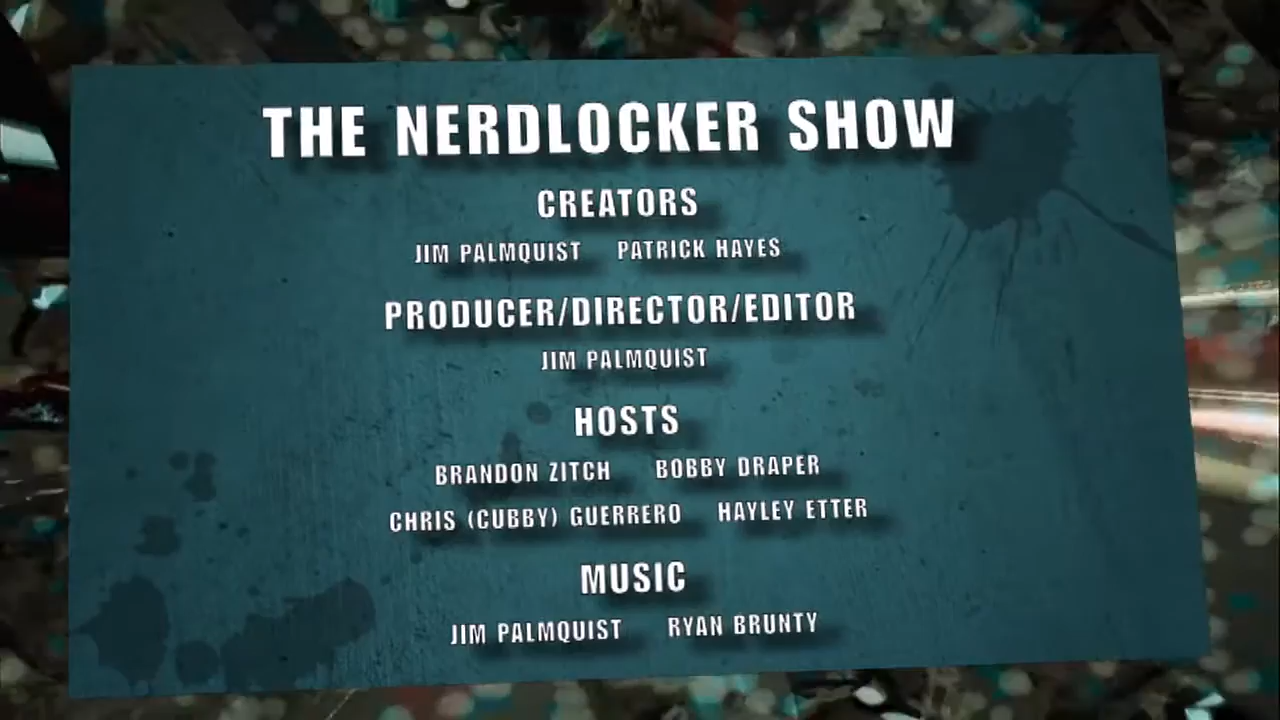 THE NERDLOCKER SHOW
CREATORS
JIM PALMQUIST PATRICK HAYES
PRODUCER/DIRECTOR/EDITOR
JIM PALMQUIST
HOSTS
BRANDON ZITCH BOBBY DRAPER
CHRIS (CUBBY) GUERRERO HAYLEY ETTER
MUSIC
JIM PALMQUIST RYAN BRUNTY